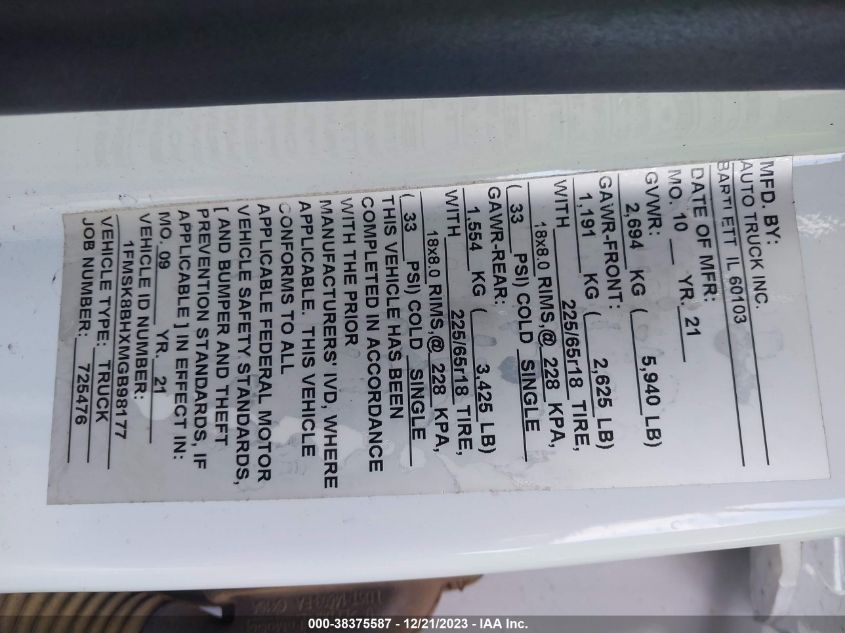 MFD. BY:
AUTO TRUCK INC.
BARTLETT IL 60103
DATE OF MFR:
MO. 10 YR. 21
GVWR:
2,694 KG ( 5,940 LB)
GAWR-FRONT:
1,191 KG ( 2,625 LB)
WITH 225/65r18 TIRE,
18x8.0 RIMS,@ 228 KPA,
( 33 PSI) COLD SINGLE
GAWR-REAR:
1,554 KG ( 3,425 LB)
WITH 225/65r18 TIRE,
18x8.0 RIMS,@ 228 KPA,
( 33 PSI) COLD SINGLE
THIS VEHICLE HAS BEEN
COMPLETED IN ACCORDANCE
WITH THE PRIOR
MANUFACTURERS' IVD, WHERE
APPLICABLE. THIS VEHICLE
CONFORMS TO ALL
APPLICABLE FEDERAL MOTOR
VEHICLE SAFETY STANDARDS,
[ AND BUMPER AND THEFT
PREVENTION STANDARDS, IF
APPLICABLE ] IN EFFECT IN:
MO. 09 YR. 21
VEHICLE ID NUMBER:
1FMSK8BHXMGB98177
VEHICLE TYPE: TRUCK
JOB NUMBER: 725476
000-38375587 - 12/21/2023 - IAA Inc.